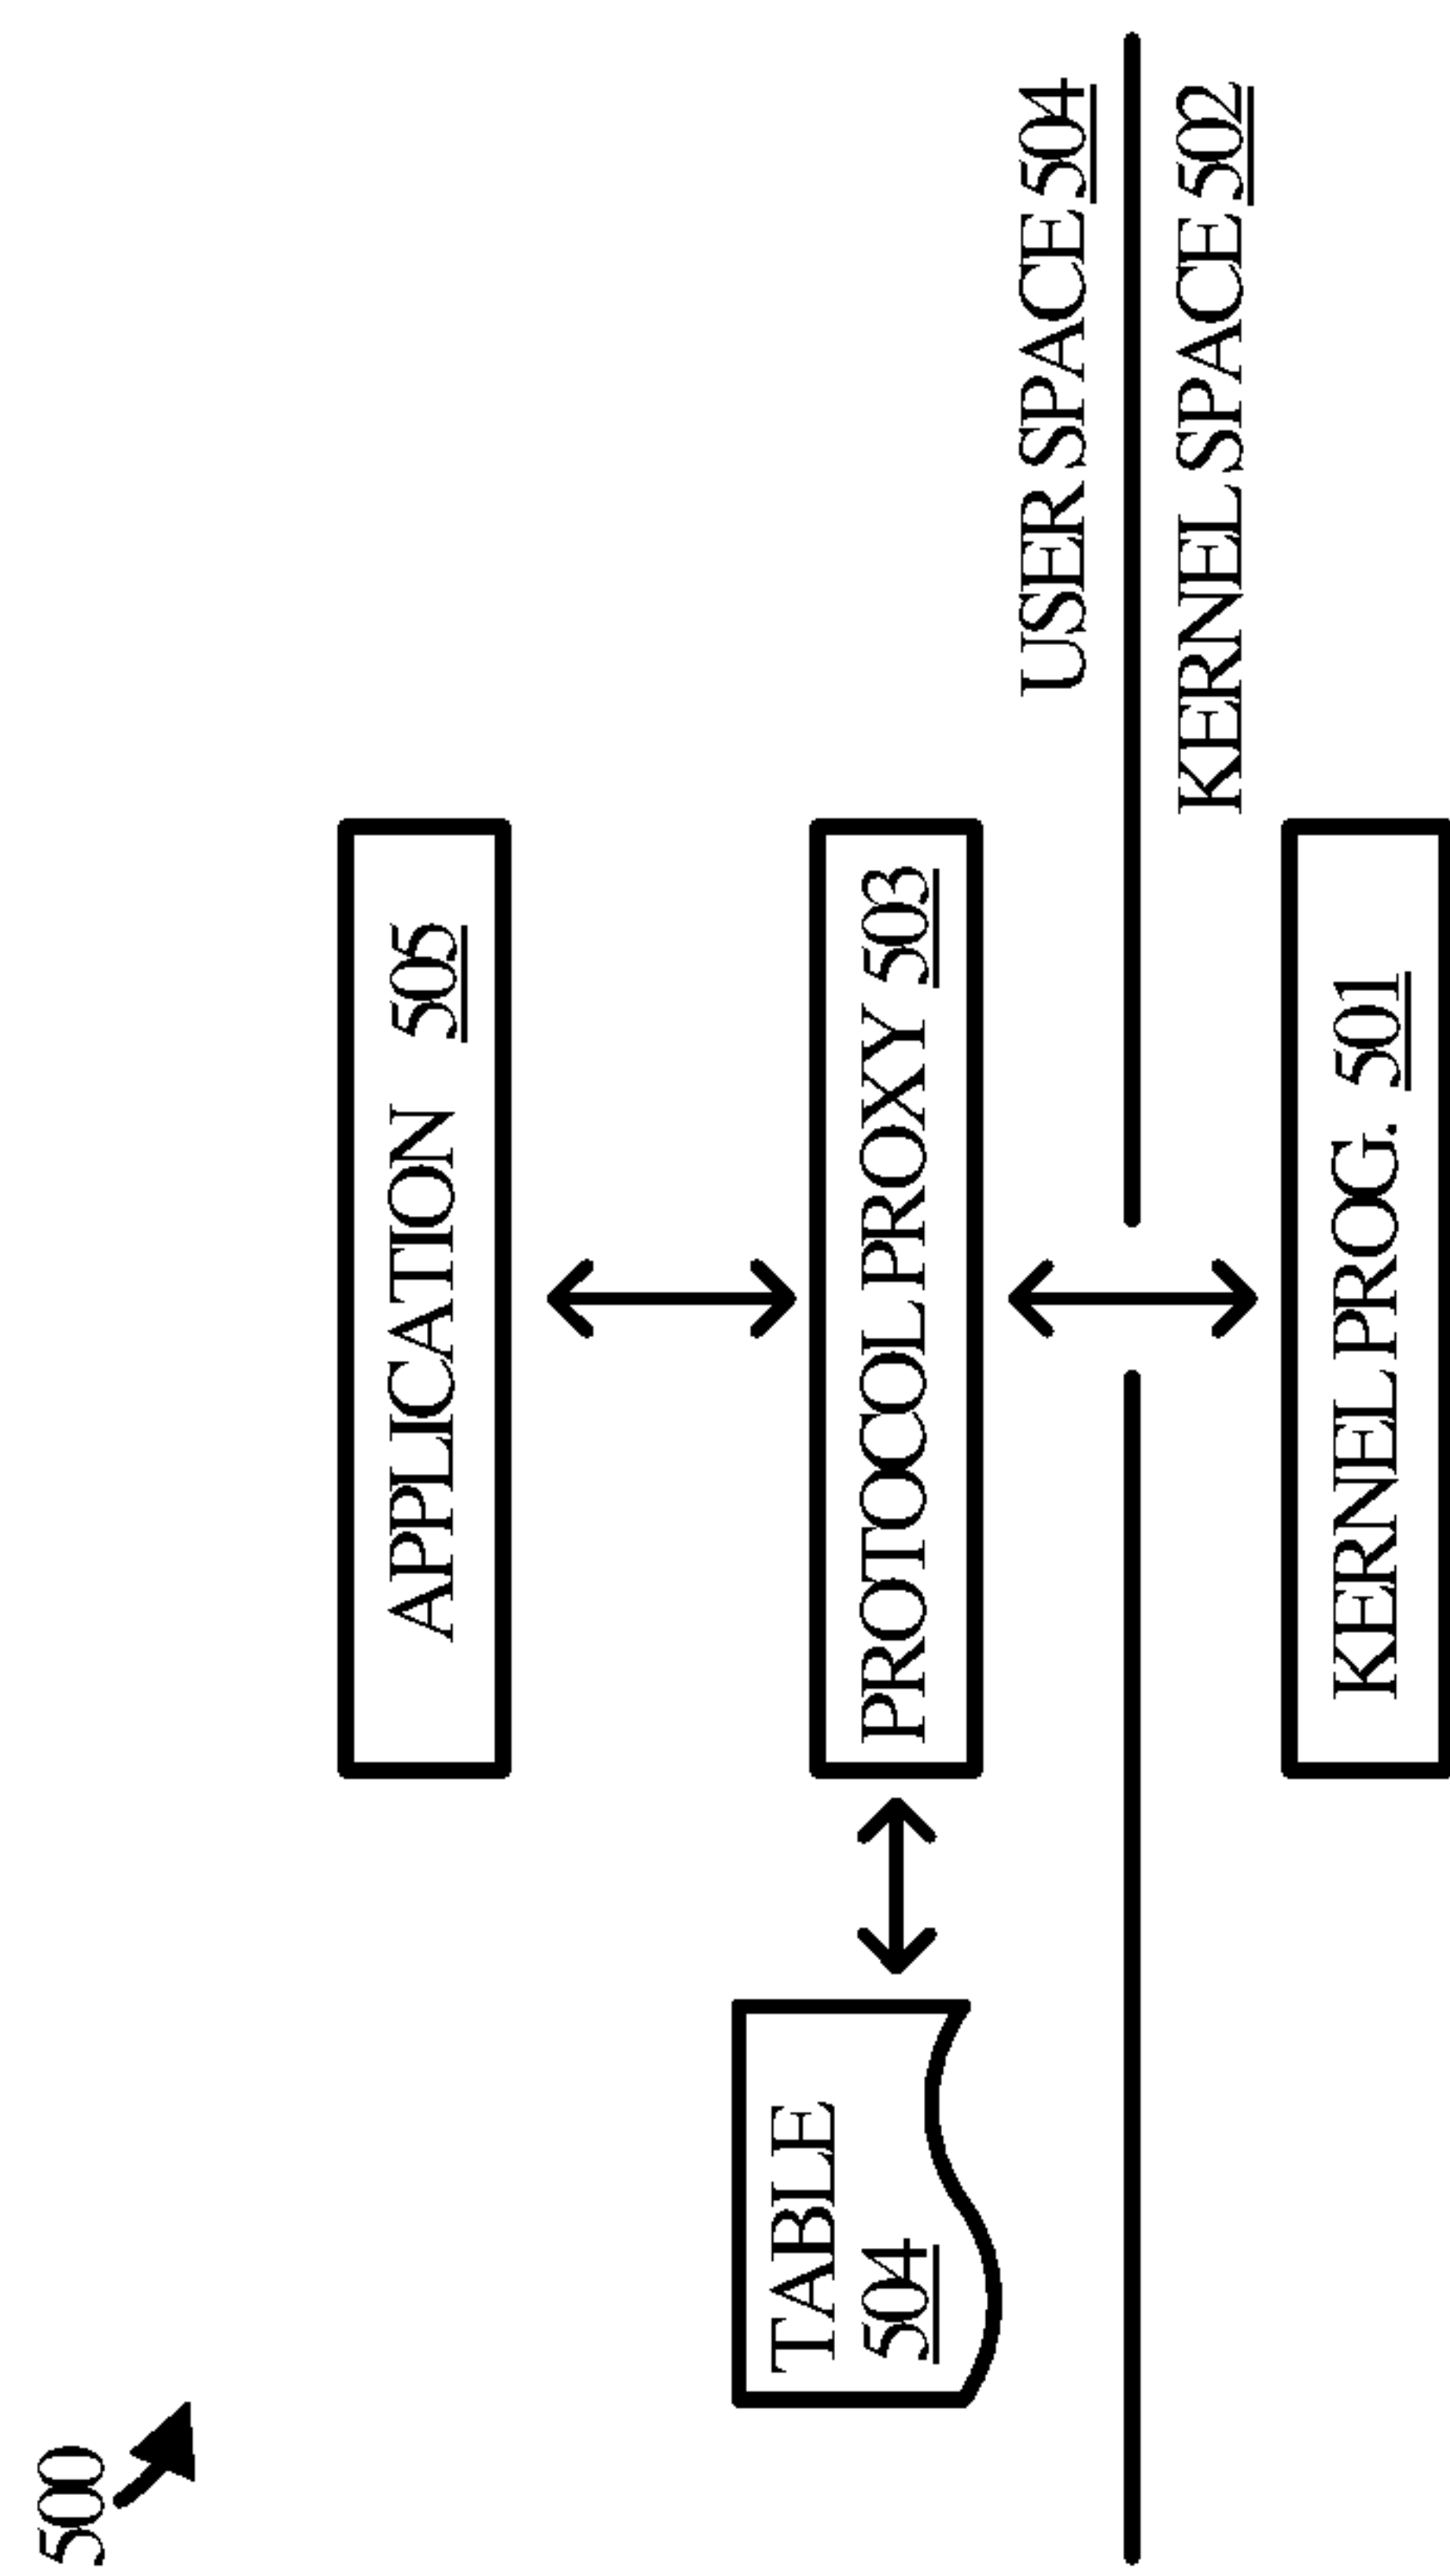 500
APPLICATION 505
TABLE
504
PROTOCOL PROXY 503
USER SPACE 504
KERNEL SPACE 502
KERNEL PROG. 501